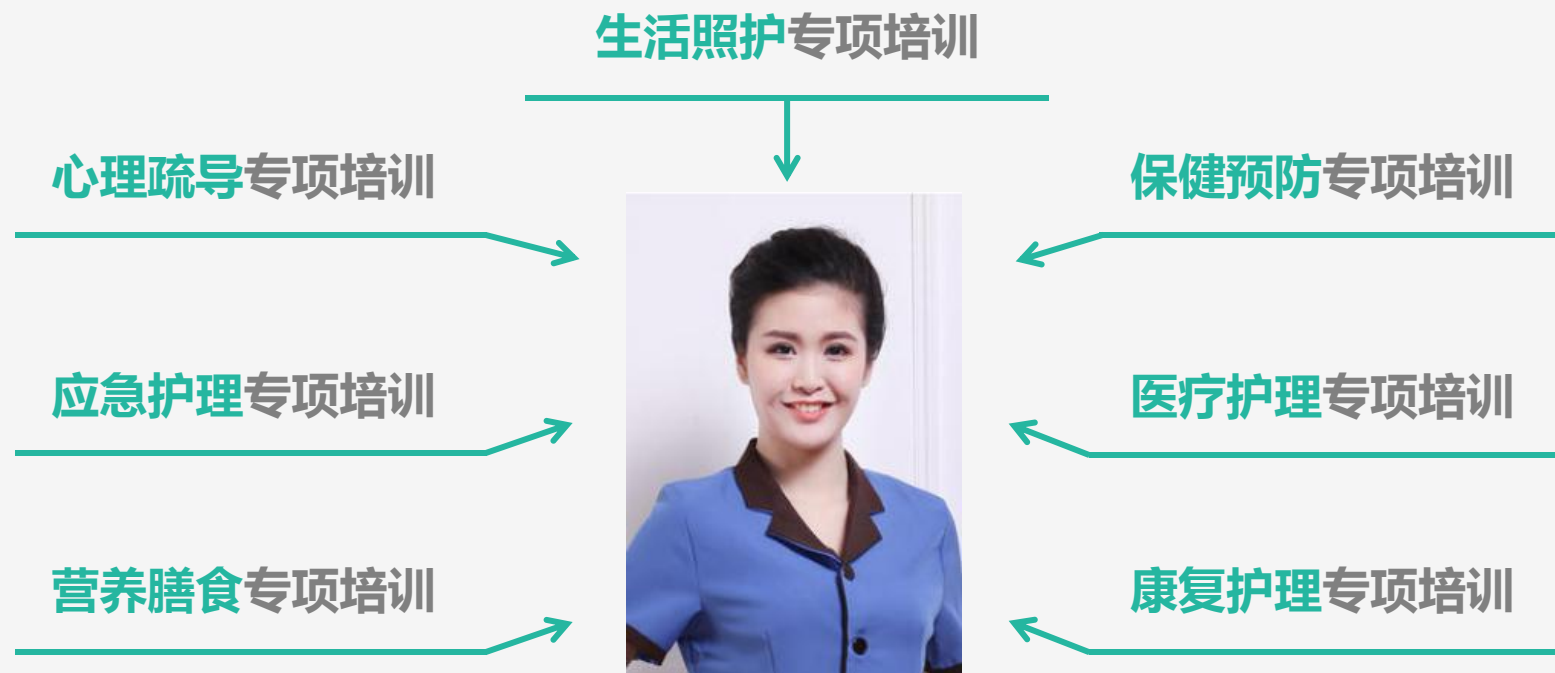 生活照护专项培训
心理疏导专项培训
保健预防专项培训
应急护理专项培训
医疗护理专项培训
营养膳食专项培训
康复护理专项培训